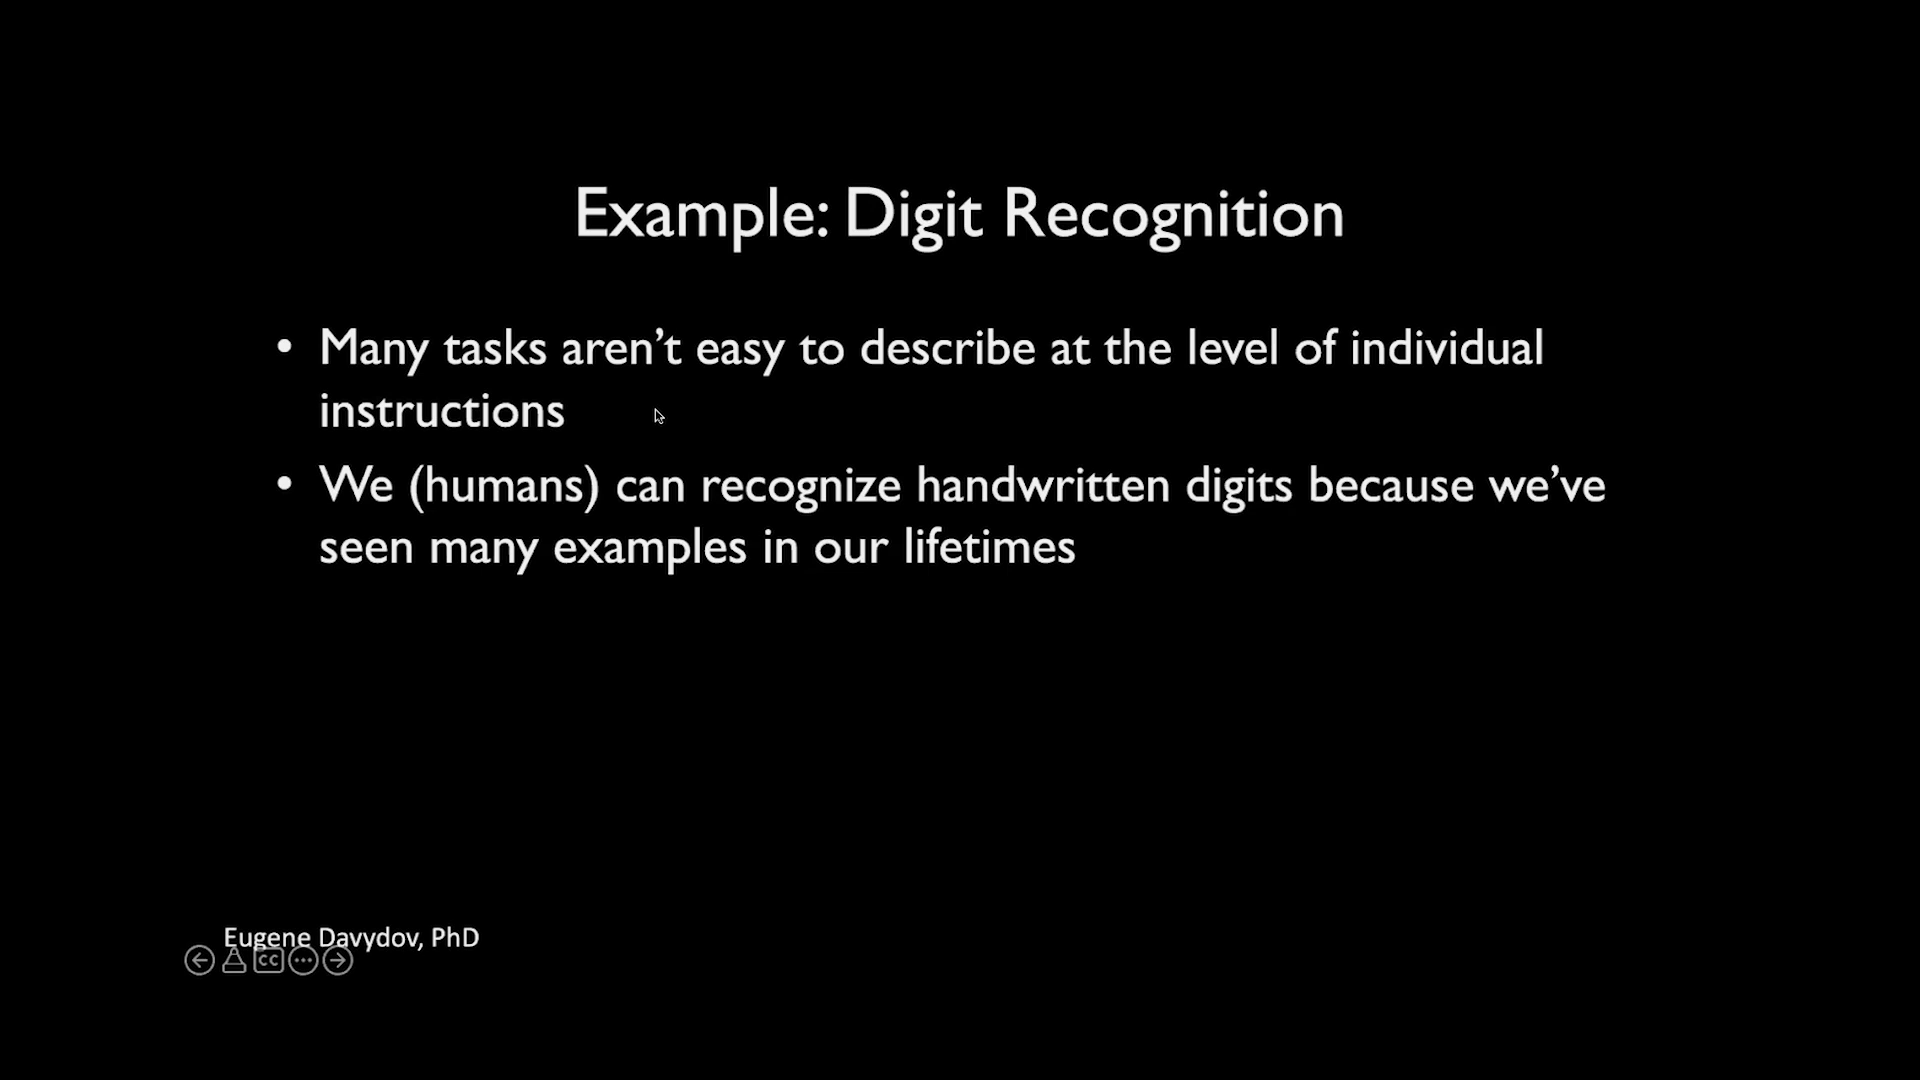 Example: Digit Recognition
• Many tasks aren’t easy to describe at the level of individual
instructions
• We (humans) can recognize handwritten digits because we’ve
seen many examples in our lifetimes
Eugene Davydov, PhD
CC